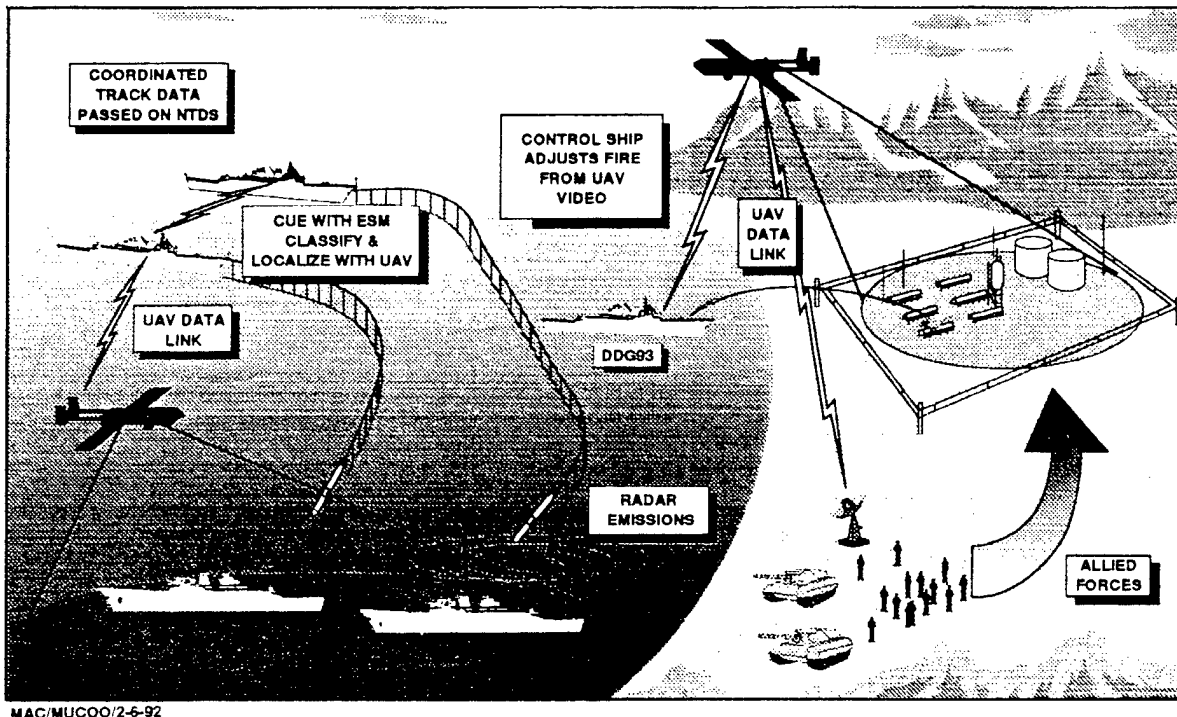 COORDINATED
TRACK DATA
PASSED ON NTDS
CONTROL SHIP
ADJUSTS FIRE
FROM UAV
VIDEO
CUE WITH ESM
CLASSIFY &
LOCALIZE WITH UAV
UAV
DATA
LINK
UAV DATA
LINK
DDG93
RADAR
EMISSIONS
ALLIED
FORCES
MAC/MUCOO/2-6-92